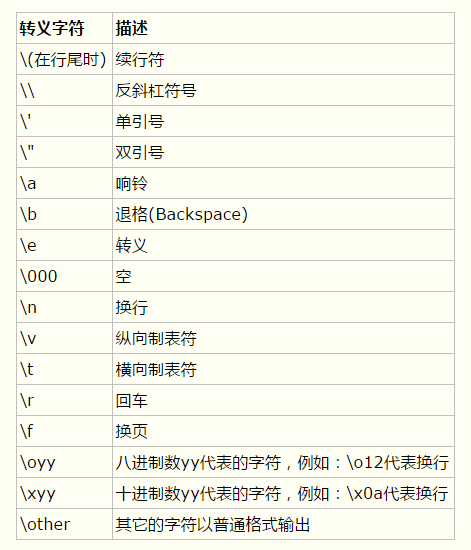 转义字符 描述
\(在行尾时) 续行符
\\ 反斜杠符号
\' 单引号
\" 双引号
\a 响铃
\b 退格(Backspace)
\e 转义
\000 空
\n 换行
\v 纵向制表符
\t 横向制表符
\r 回车
\f 换页
\oyy 八进制数yy代表的字符，例如：\o12代表换行
\xyy 十进制数yy代表的字符，例如：\x0a代表换行
\other 其它的字符以普通格式输出